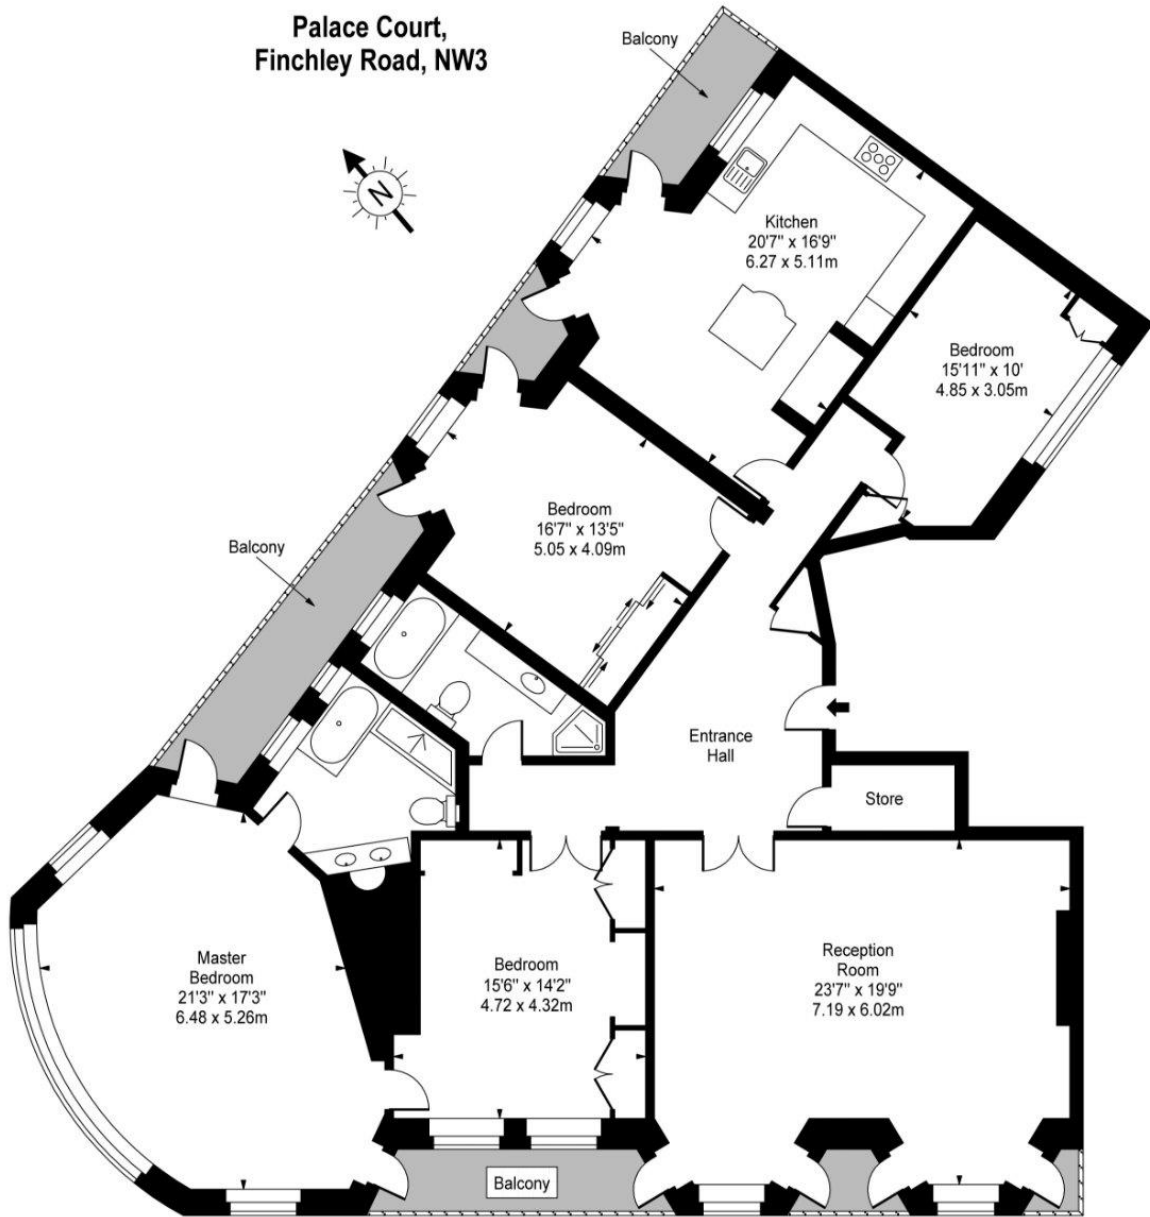 Palace Court,
Finchley Road, NW3
Balcony
N
Kitchen
20'7" x 16'9"
6.27 x 5.11m
Bedroom
15'11" x 10'
4.85 x 3.05m
Bedroom
16'7" x 13'5"
5.05 x 4.09m
Balcony
Entrance
Hall
Store
Master
Bedroom
21'3" x 17'3"
6.48 x 5.26m
Bedroom
15'6" x 14'2"
4.72 x 4.32m
Reception
Room
23'7" x 19'9"
7.19 x 6.02m
Balcony